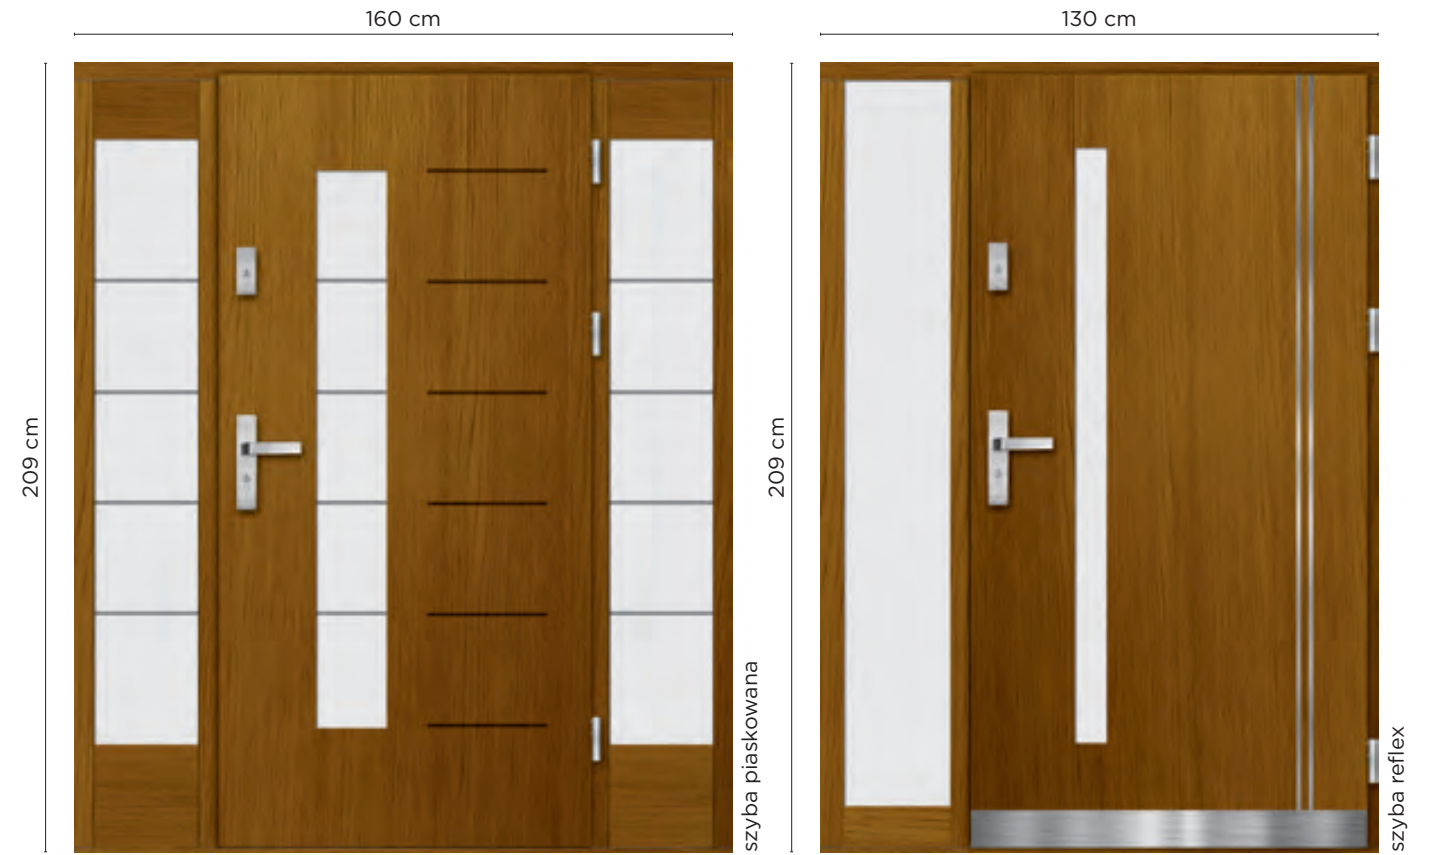 160 cm
130 cm
209 cm
szyba piaskowana
209 cm
szyba reflex